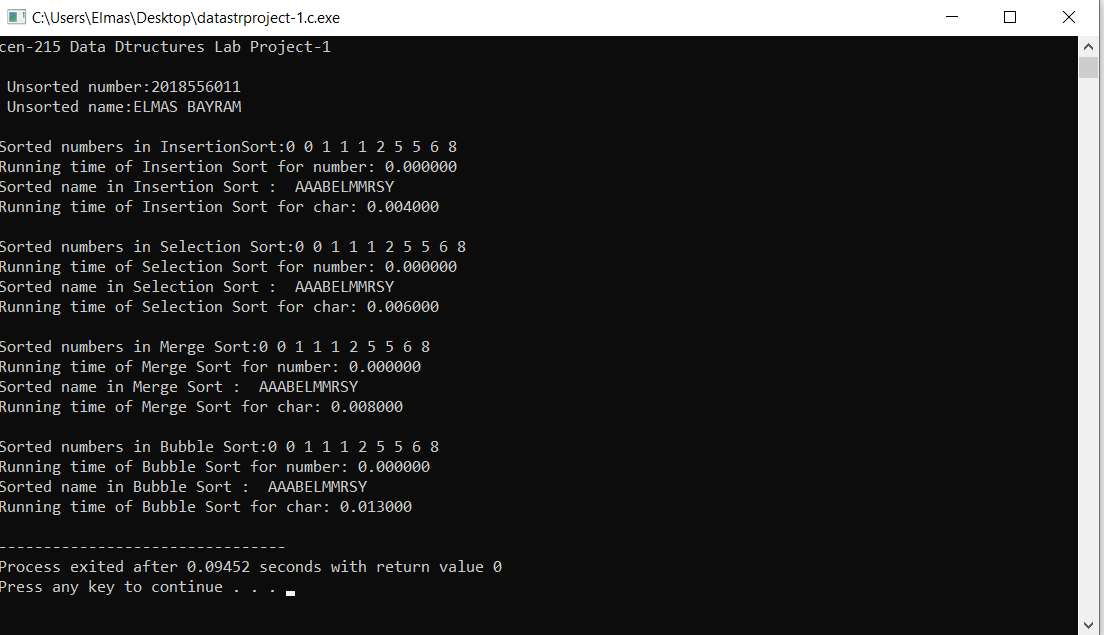 C:\Users\Elmas\Desktop\datastrproject-1.c.exe
cen-215 Data Dtructures Lab Project-1
Unsorted number:2018556011
Unsorted name:ELMAS BAYRAM
Sorted numbers in InsertionSort:0 0 1 1 1 2 5 5 6 8
Running time of Insertion Sort for number: 0.000000
Sorted name in Insertion Sort :  AAABELMMRSY
Running time of Insertion Sort for char: 0.004000
Sorted numbers in Selection Sort:0 0 1 1 1 2 5 5 6 8
Running time of Selection Sort for number: 0.000000
Sorted name in Selection Sort :  AAABELMMRSY
Running time of Selection Sort for char: 0.006000
Sorted numbers in Merge Sort:0 0 1 1 1 2 5 5 6 8
Running time of Merge Sort for number: 0.000000
Sorted name in Merge Sort :  AAABELMMRSY
Running time of Merge Sort for char: 0.008000
Sorted numbers in Bubble Sort:0 0 1 1 1 2 5 5 6 8
Running time of Bubble Sort for number: 0.000000
Sorted name in Bubble Sort :  AAABELMMRSY
Running time of Bubble Sort for char: 0.013000
--------------------------------
Process exited after 0.09452 seconds with return value 0
Press any key to continue . . .